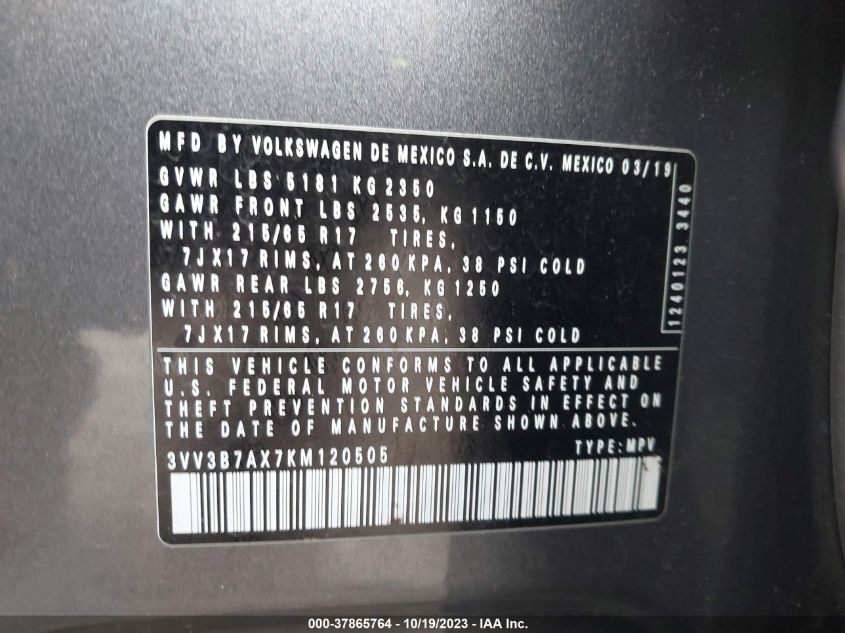 MFD BY VOLKSWAGEN DE MEXICO S.A. DE C.V. MEXICO 03/19
GVWR LBS 5181 KG 2350
GAWR FRONT LBS 2535, KG 1150
WITH 215/65 R17 TIRES,
7JX17 RIMS, AT 260 KPA, 38 PSI COLD
GAWR REAR LBS 2756, KG 1250
WITH 215/65 R17 TIRES,
7JX17 RIMS, AT 260 KPA, 38 PSI COLD
1240123 3440
THIS VEHICLE CONFORMS TO ALL APPLICABLE
U.S. FEDERAL MOTOR VEHICLE SAFETY AND
THEFT PREVENTION STANDARDS IN EFFECT ON
THE DATE OF MANUFACTURE SHOWN ABOVE.
3VV3B7AX7KM120505 TYPE: MPV
000-37865764 - 10/19/2023 - IAA Inc.